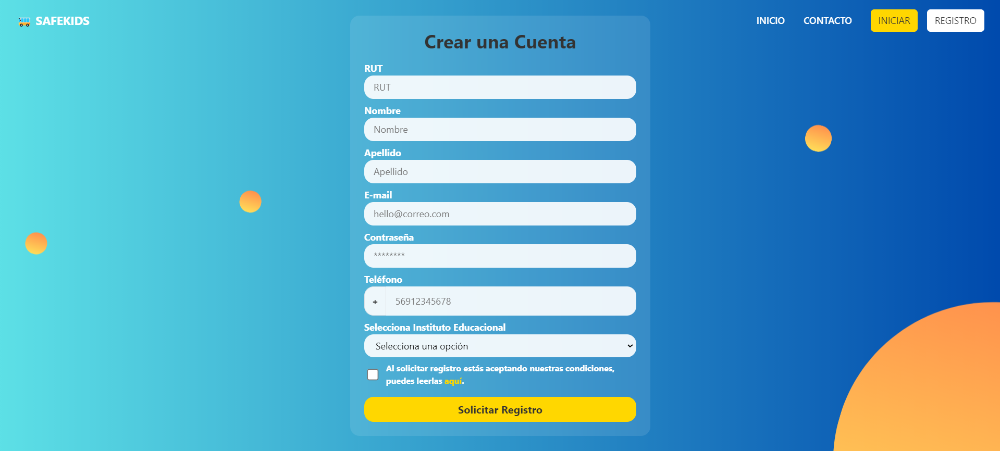 SAFEKIDS
INICIO
CONTACTO
INICIAR
REGISTRO
Crear una Cuenta
RUT
RUT
Nombre
Nombre
Apellido
Apellido
E-mail
hello@correo.com
Contraseña
********
Teléfono
+ 56912345678
Selecciona Instituto Educacional
Selecciona una opción
Al solicitar registro estás aceptando nuestras condiciones,
puedes leerlas aquí.
Solicitar Registro